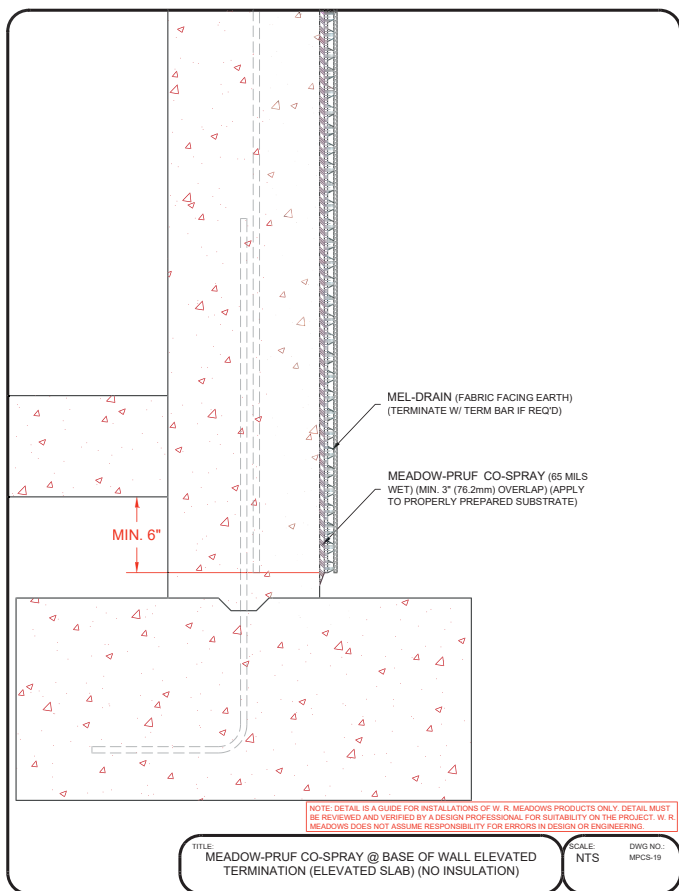 MEL-DRAIN (FABRIC FACING EARTH)
(TERMINATE W/ TERM BAR IF REQ'D)
MEADOW-PRUF CO-SPRAY (65 MILS
WET) (MIN. 3" (76.2mm) OVERLAP) (APPLY
TO PROPERLY PREPARED SUBSTRATE)
MIN. 6"
NOTE: DETAIL IS A GUIDE FOR INSTALLATIONS OF W. R. MEADOWS PRODUCTS ONLY. DETAIL MUST
BE REVIEWED AND VERIFIED BY A DESIGN PROFESSIONAL FOR SUITABILITY ON THE PROJECT. W. R.
MEADOWS DOES NOT ASSUME RESPONSIBILITY FOR ERRORS IN DESIGN OR ENGINEERING.
TITLE:
MEADOW-PRUF CO-SPRAY @ BASE OF WALL ELEVATED
TERMINATION (ELEVATED SLAB) (NO INSULATION)
SCALE:
NTS
DWG NO.:
MPCS-19